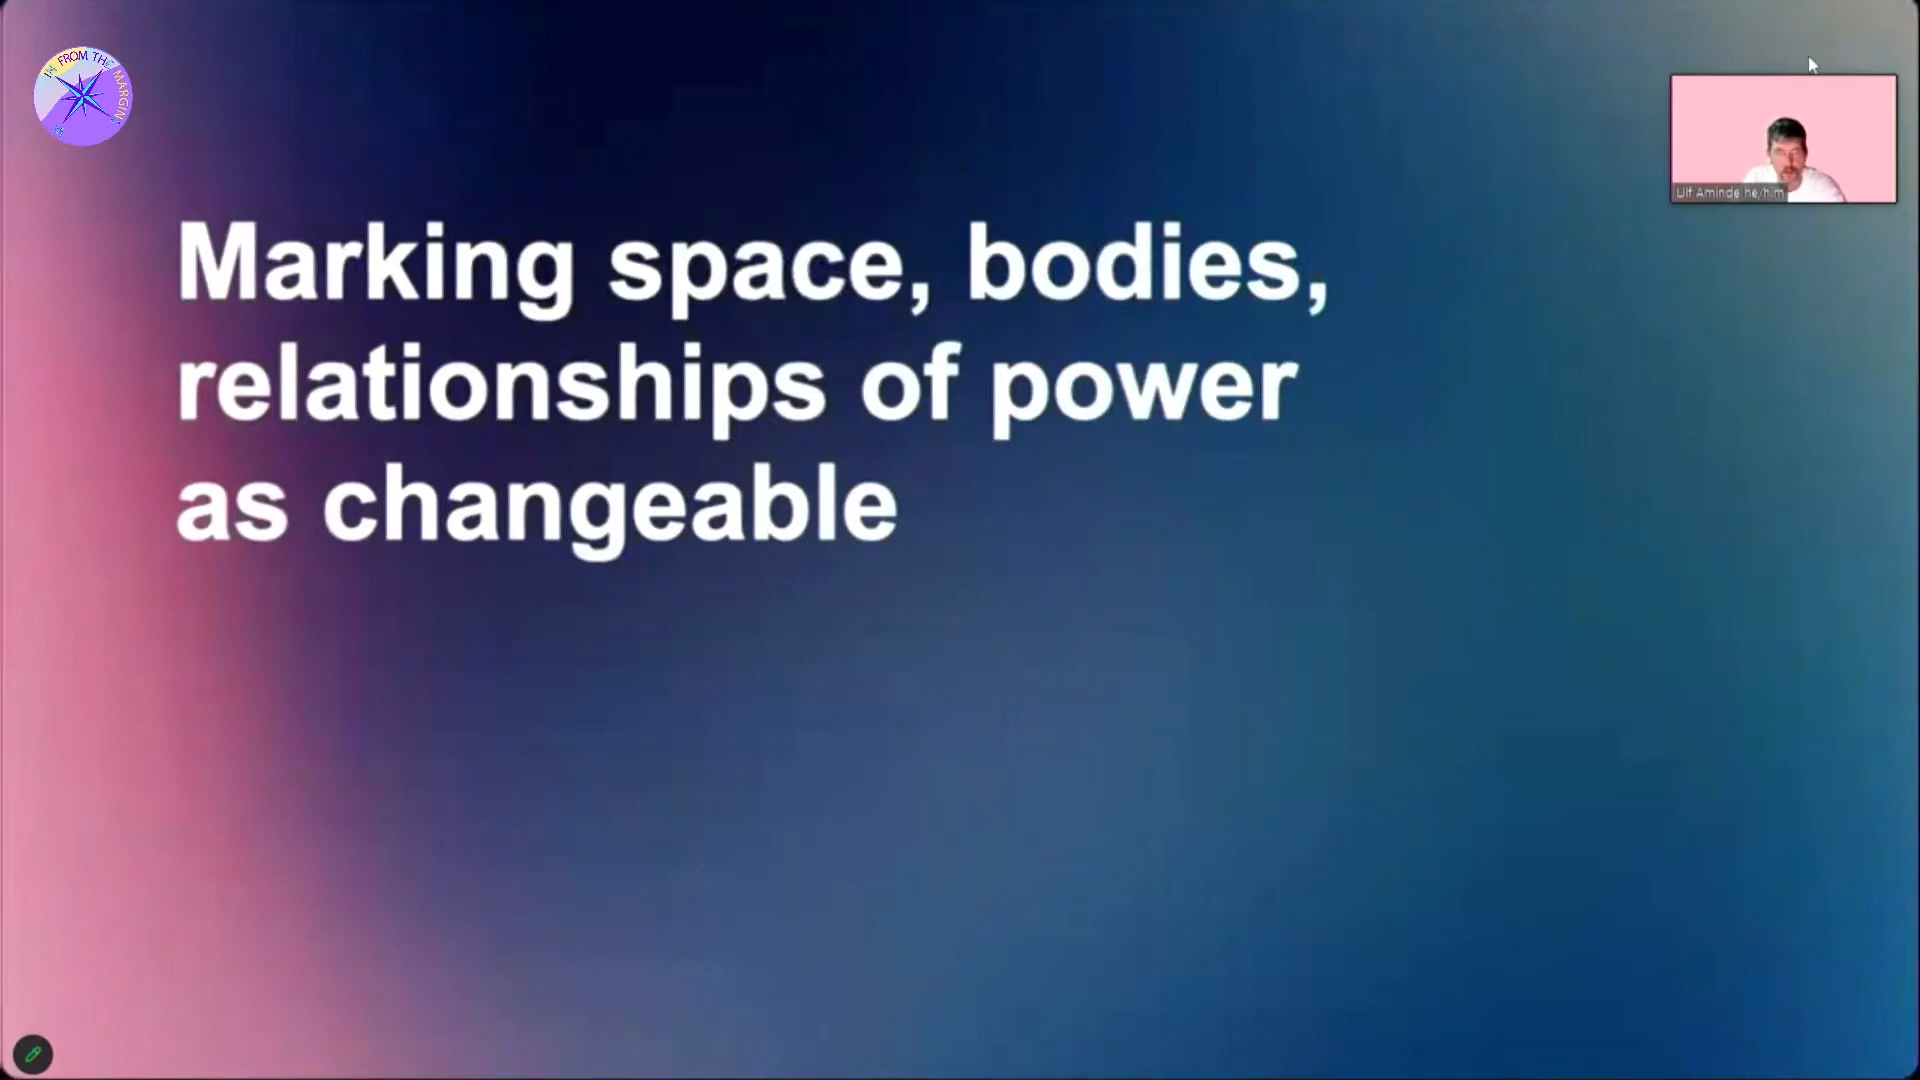 IN FROM THE MARGINS
Ulf Aminde he/him
Marking space, bodies,
relationships of power
as changeable